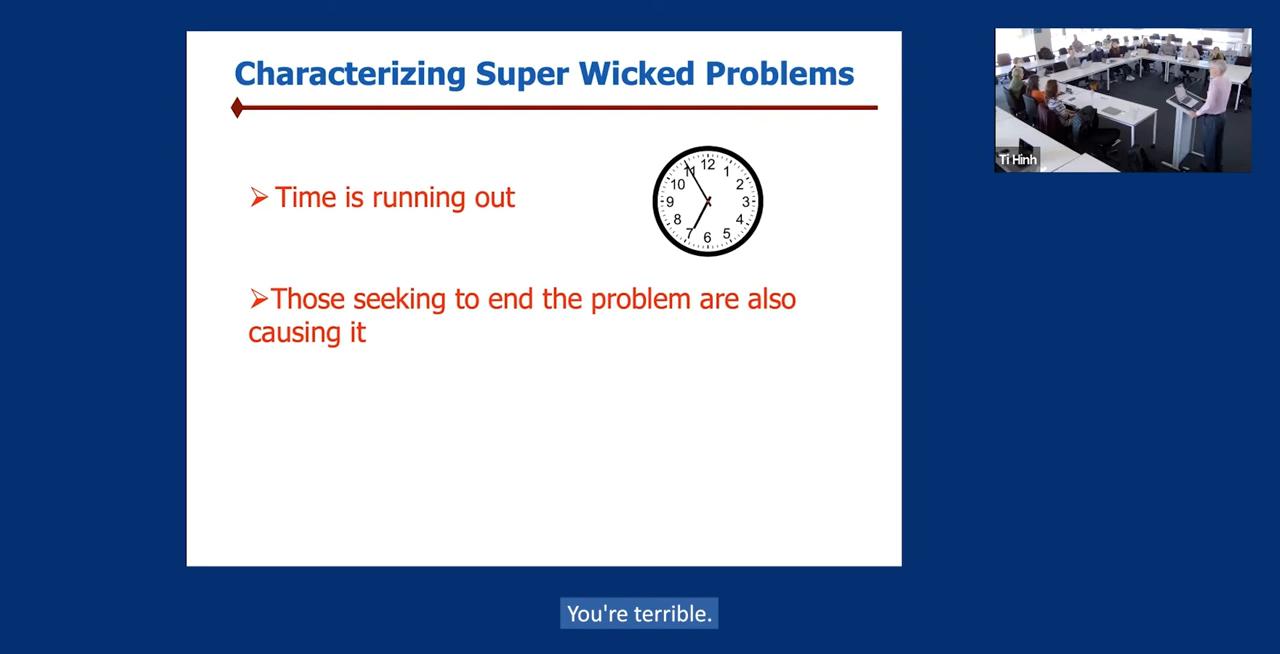 Characterizing Super Wicked Problems
➢ Time is running out
12
11
1
10
2
9
3
8
4
7
5
6
➢Those seeking to end the problem are also
causing it
Ti Hinh
You're terrible.